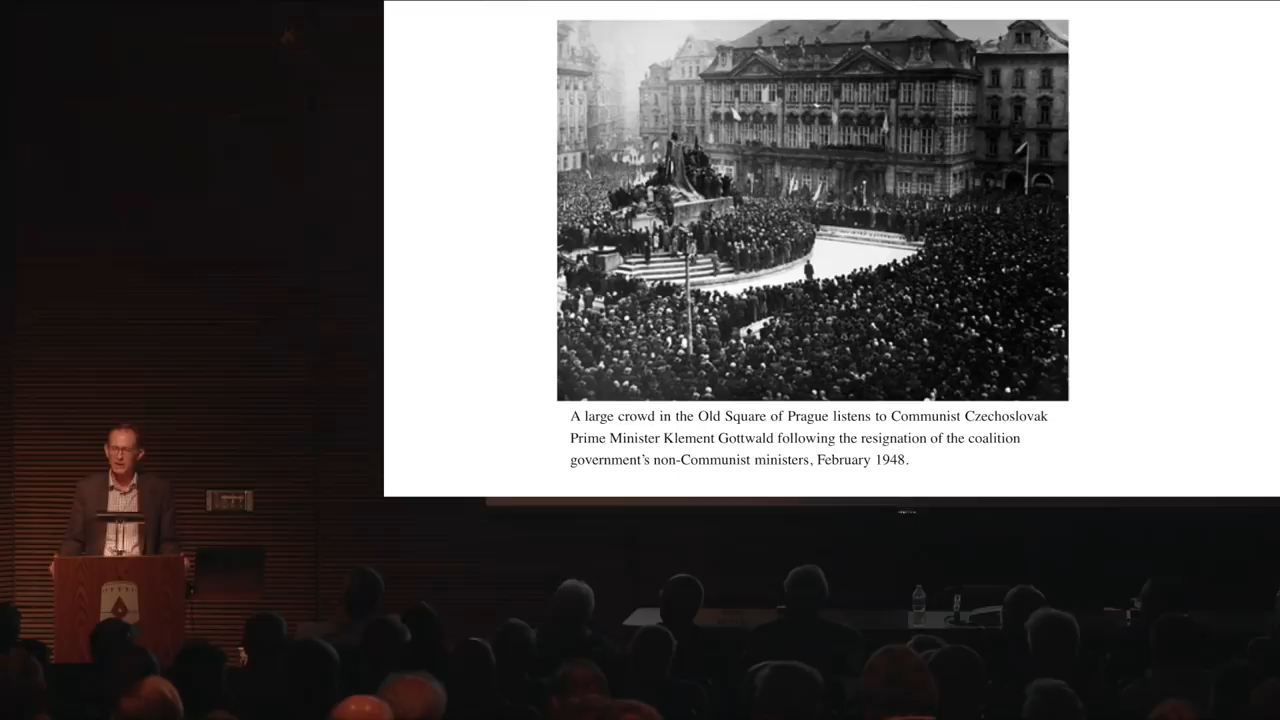 A large crowd in the Old Square of Prague listens to Communist Czechoslovak
Prime Minister Klement Gottwald following the resignation of the coalition
government's non-Communist ministers, February 1948.